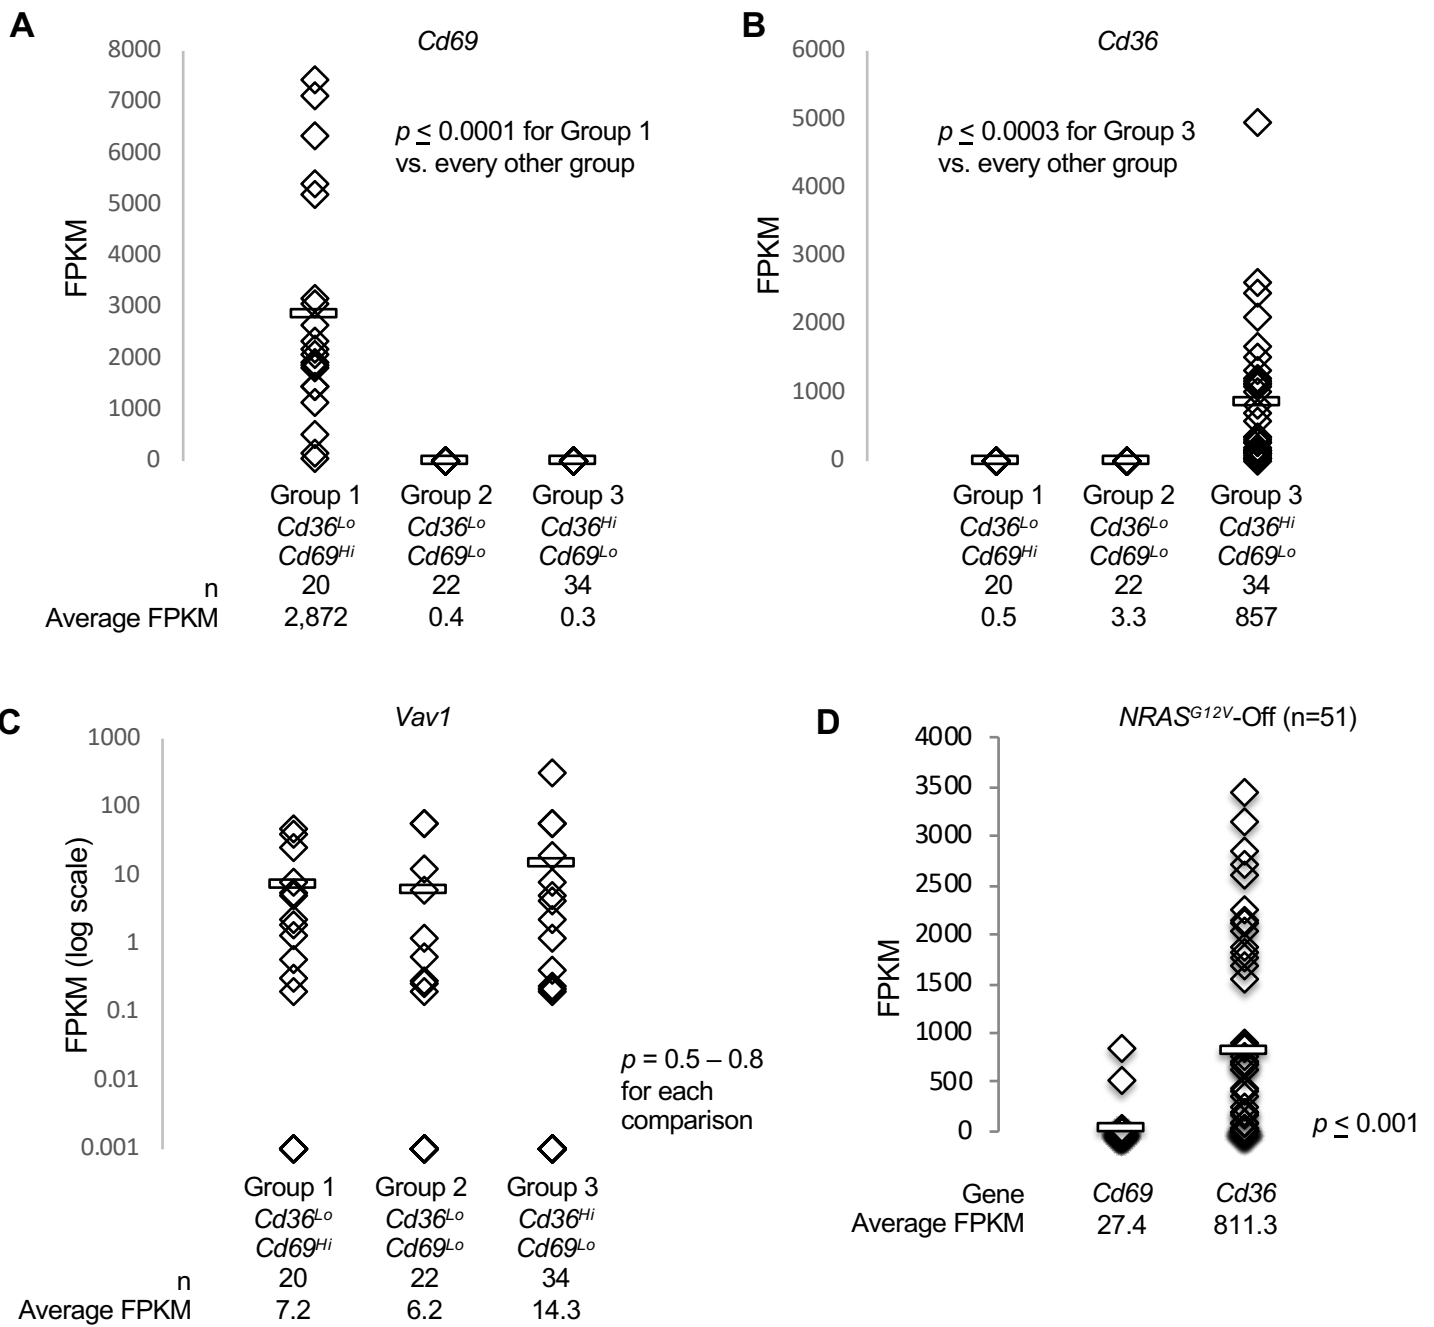 A
Cd69
8000
7000
6000
5000
4000
3000
2000
1000
0
FPKM
p ≤ 0.0001 for Group 1
vs. every other group
Group 1 Group 2 Group 3
Cd36Lo Cd36Lo Cd36Hi
Cd69Hi Cd69Lo Cd69Lo
n 20 22 34
Average FPKM 2,872 0.4 0.3
B
Cd36
6000
5000
4000
3000
2000
1000
0
FPKM
p ≤ 0.0003 for Group 3
vs. every other group
Group 1 Group 2 Group 3
Cd36Lo Cd36Lo Cd36Hi
Cd69Hi Cd69Lo Cd69Lo
20 22 34
0.5 3.3 857
C
Vav1
1000
100
10
1
0.1
0.01
0.001
FPKM (log scale)
p = 0.5 – 0.8
for each
comparison
Group 1 Group 2 Group 3
Cd36Lo Cd36Lo Cd36Hi
Cd69Hi Cd69Lo Cd69Lo
n 20 22 34
Average FPKM 7.2 6.2 14.3
D
NRASG12V-Off (n=51)
4000
3500
3000
2500
2000
1500
1000
500
0
FPKM
p ≤ 0.001
Gene Cd69 Cd36
Average FPKM 27.4 811.3